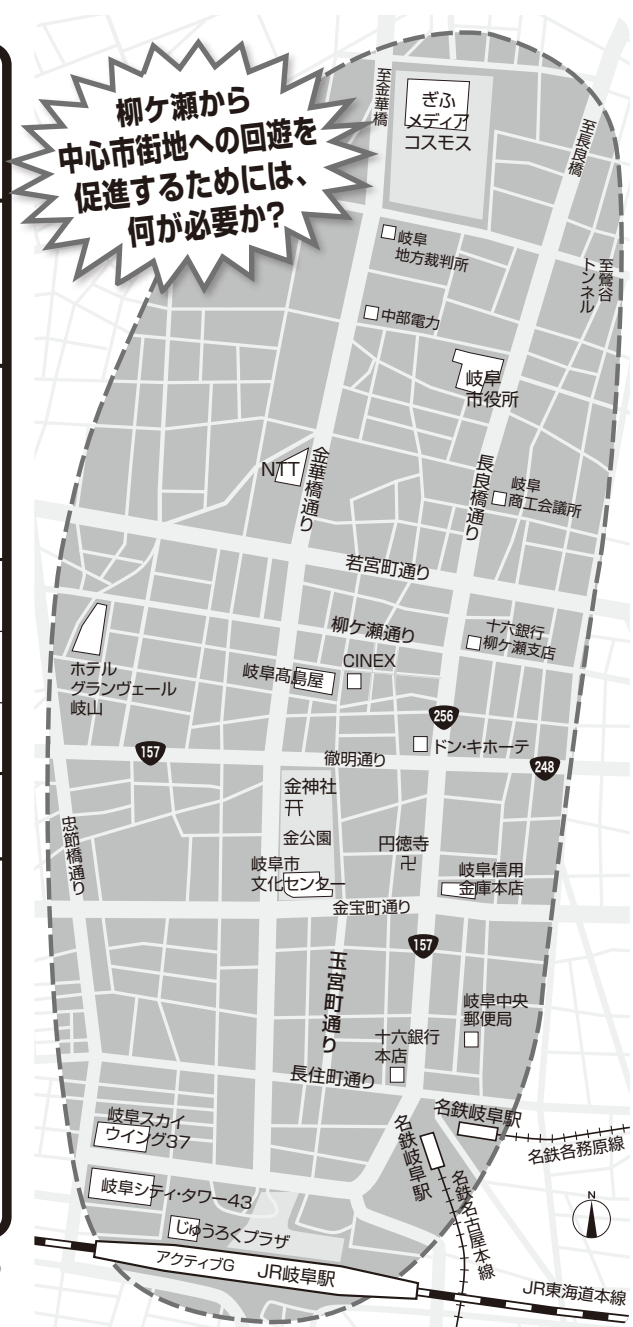 柳ケ瀬から
中心市街地への回遊を
促進するためには、
何が必要か?
至金華橋
ぎふ
メディア
コスモス
至長良橋
至鶯谷
トンネル
岐阜
地方裁判所
中部電力
岐阜
市役所
NTT
金華橋通り
長良橋通り
岐阜
商工会議所
若宮町通り
柳ケ瀬通り
十六銀行
柳ケ瀬支店
ホテル
グランヴェール
岐山
岐阜髙島屋
CINEX
256
ドン・キホーテ
157
徹明通り
248
金神社
忠節橋通り
金公園
円徳寺
卍
岐阜市
文化センター
岐阜信用
金庫本店
金宝町通り
157
玉宮町通り
岐阜中央
郵便局
十六銀行
本店
長住町通り
名鉄岐阜駅
名鉄岐阜駅
名鉄各務原線
岐阜スカイ
ウイング37
名鉄名古屋本線
岐阜シティ・タワー43
N
じゅうろくプラザ
アクティブG
JR岐阜駅
JR東海道本線